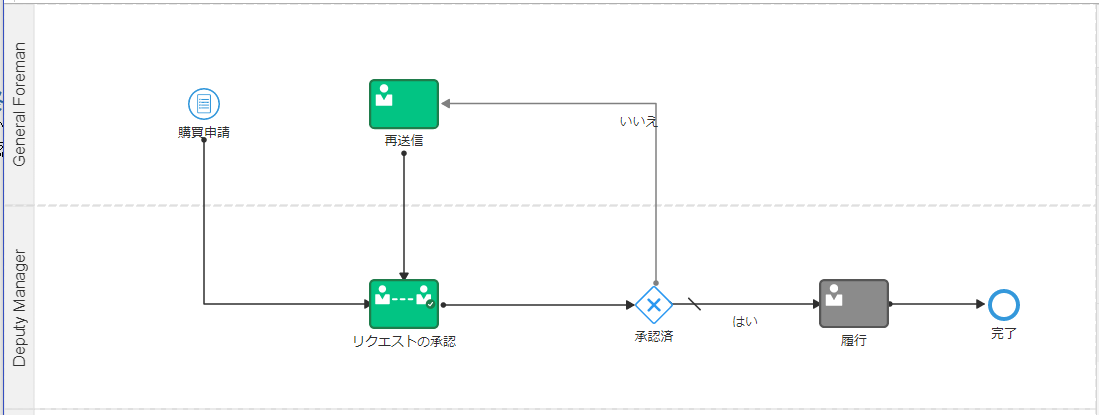 General Foreman
購買申請
再送信
いいえ
Deputy Manager
リクエストの承認
承認済
はい
履行
完了